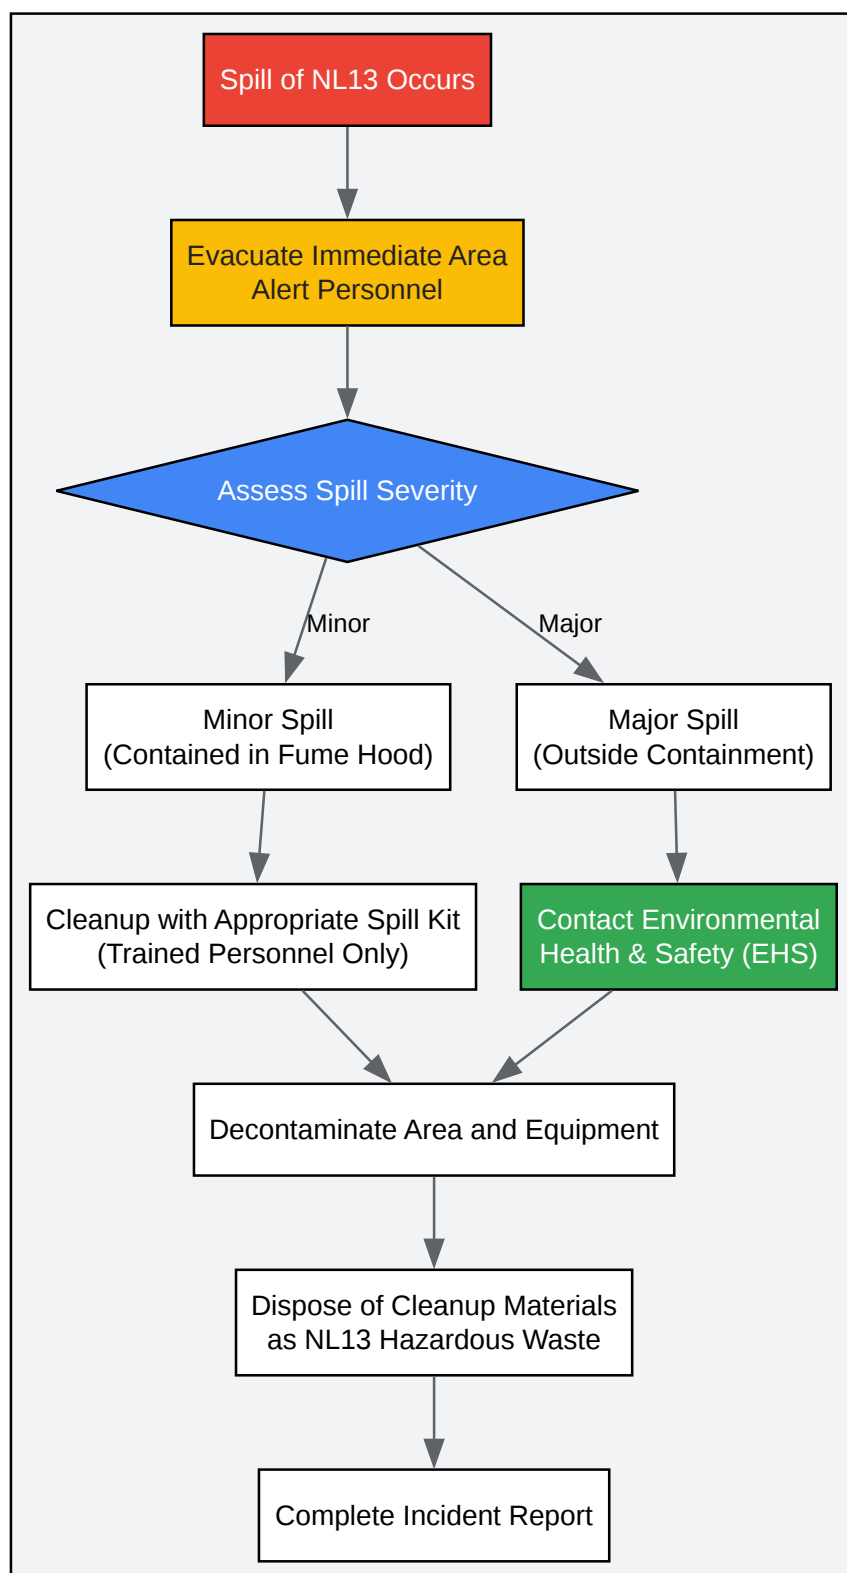 Spill of NL13 Occurs
Evacuate Immediate Area
Alert Personnel
Assess Spill Severity
Minor
Major
Minor Spill
(Contained in Fume Hood)
Major Spill
(Outside Containment)
Cleanup with Appropriate Spill Kit
(Trained Personnel Only)
Contact Environmental
Health & Safety (EHS)
Decontaminate Area and Equipment
Dispose of Cleanup Materials
as NL13 Hazardous Waste
Complete Incident Report